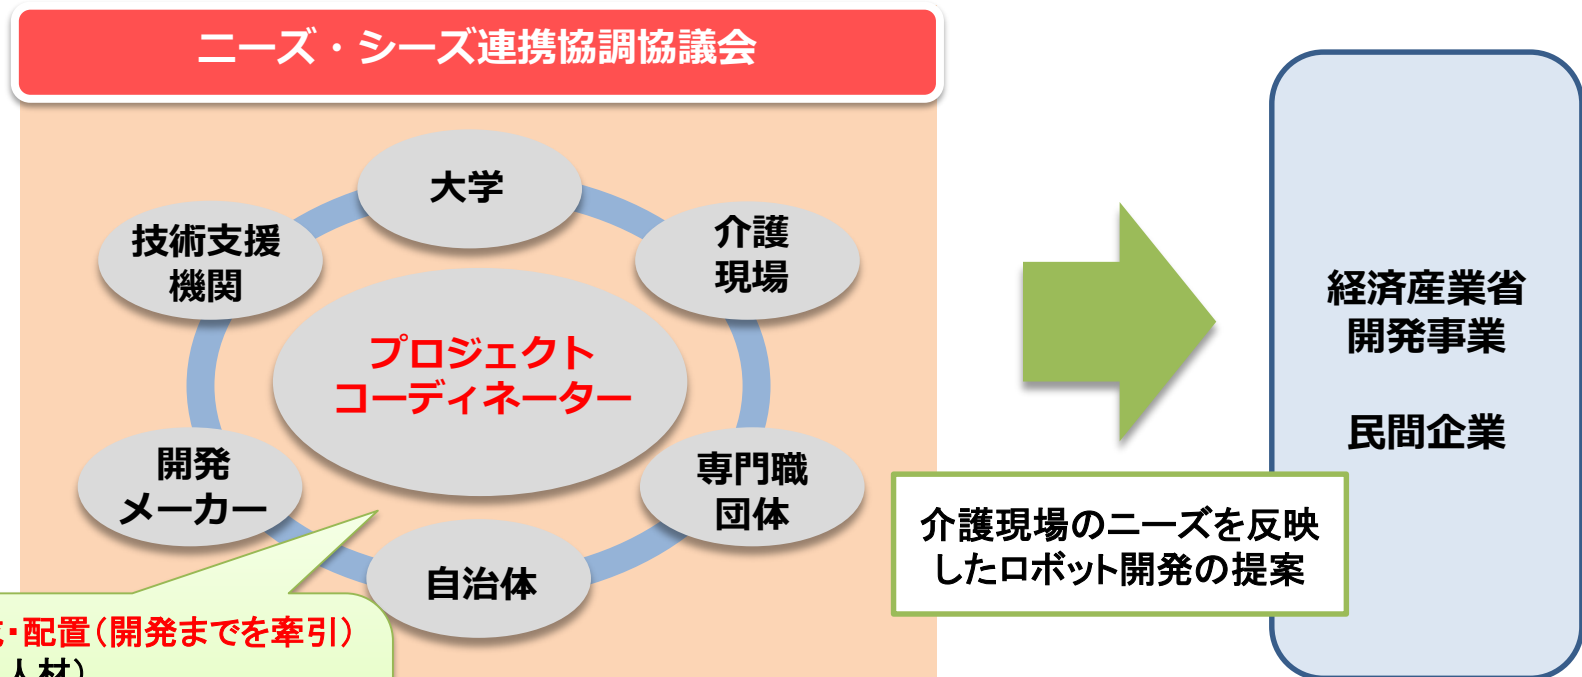 ニーズ・シーズ連携協調協議会
大学
技術支援
機関
介護
現場
プロジェクト
コーディネーター
開発
メーカー
専門職
団体
自治体
・配置（開発までを牽引）
人材）
経済産業省
開発事業
民間企業
介護現場のニーズを反映
したロボット開発の提案